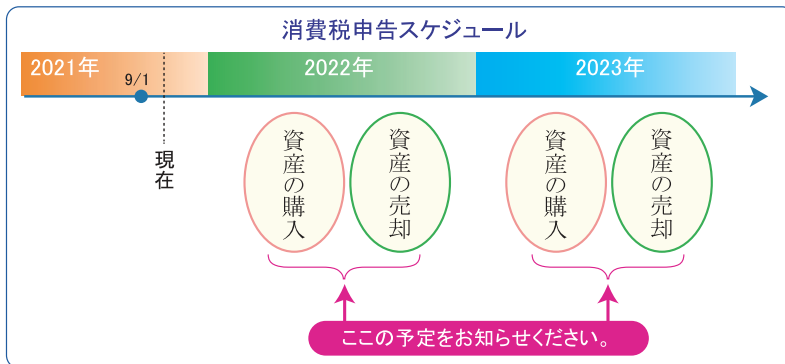 消費税申告スケジュール
2021年
2022年
2023年
9/1
現在
資産の購入
資産の売却
資産の購入
資産の売却
ここの予定をお知らせください。